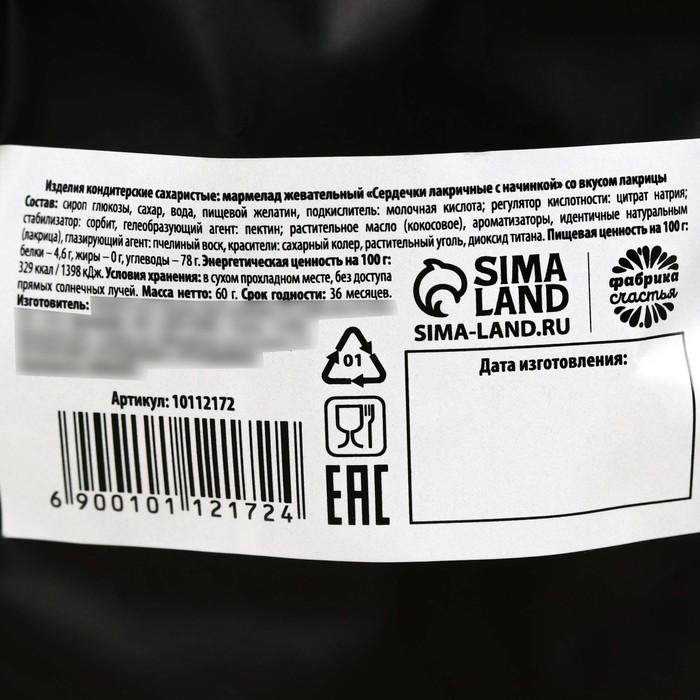 Изделия кондитерские сахаристые: мармелад жевательный «Сердечки лакричные с начинкой» со вкусом лакрицы
Состав: сироп глюкозы, сахар, вода, пищевой желатин, подкислитель: молочная кислота; регулятор кислотности: цитрат натрия;
стабилизатор: сорбит, гелеобразующий агент: пектин; растительное масло (кокосовое), ароматизаторы, идентичные натуральным
(лакрица), глазирующий агент: пчелиный воск, красители: сахарный колер, растительный уголь, диоксид титана. Пищевая ценность на 100 г:
белки – 4,6 г, жиры – 0 г, углеводы – 78 г. Энергетическая ценность на 100 г:
329 ккал / 1398 кДж. Условия хранения: в сухом прохладном месте, без доступа
прямых солнечных лучей. Масса нетто: 60 г. Срок годности: 36 месяцев.
Изготовитель:
SIMA
LAND
SIMA-LAND.RU
фабрика
счастья
01
Дата изготовления:
Артикул: 10112172
6 900101 121724
EAC